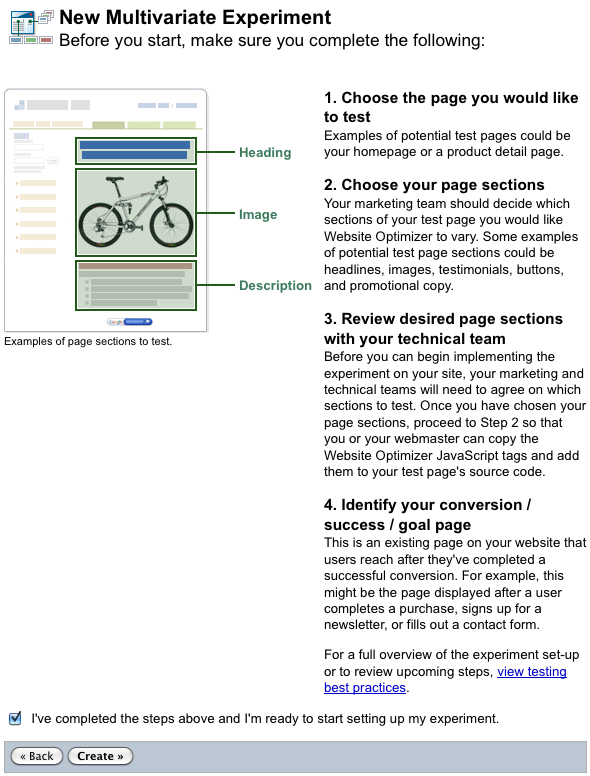 New Multivariate Experiment
Before you start, make sure you complete the following:
Heading
Image
Description
Google
Examples of page sections to test.
1. Choose the page you would like
to test
Examples of potential test pages could be
your homepage or a product detail page.
2. Choose your page sections
Your marketing team should decide which
sections of your test page you would like
Website Optimizer to vary. Some examples
of potential test page sections could be
headlines, images, testimonials, buttons,
and promotional copy.
3. Review desired page sections
with your technical team
Before you can begin implementing the
experiment on your site, your marketing and
technical teams will need to agree on which
sections to test. Once you have chosen your
page sections, proceed to Step 2 so that
you or your webmaster can copy the
Website Optimizer JavaScript tags and add
them to your test page's source code.
4. Identify your conversion /
success / goal page
This is an existing page on your website that
users reach after they've completed a
successful conversion. For example, this
might be the page displayed after a user
completes a purchase, signs up for a
newsletter, or fills out a contact form.
For a full overview of the experiment set-up
or to review upcoming steps, view testing
best practices.
I've completed the steps above and I'm ready to start setting up my experiment.
« Back Create »